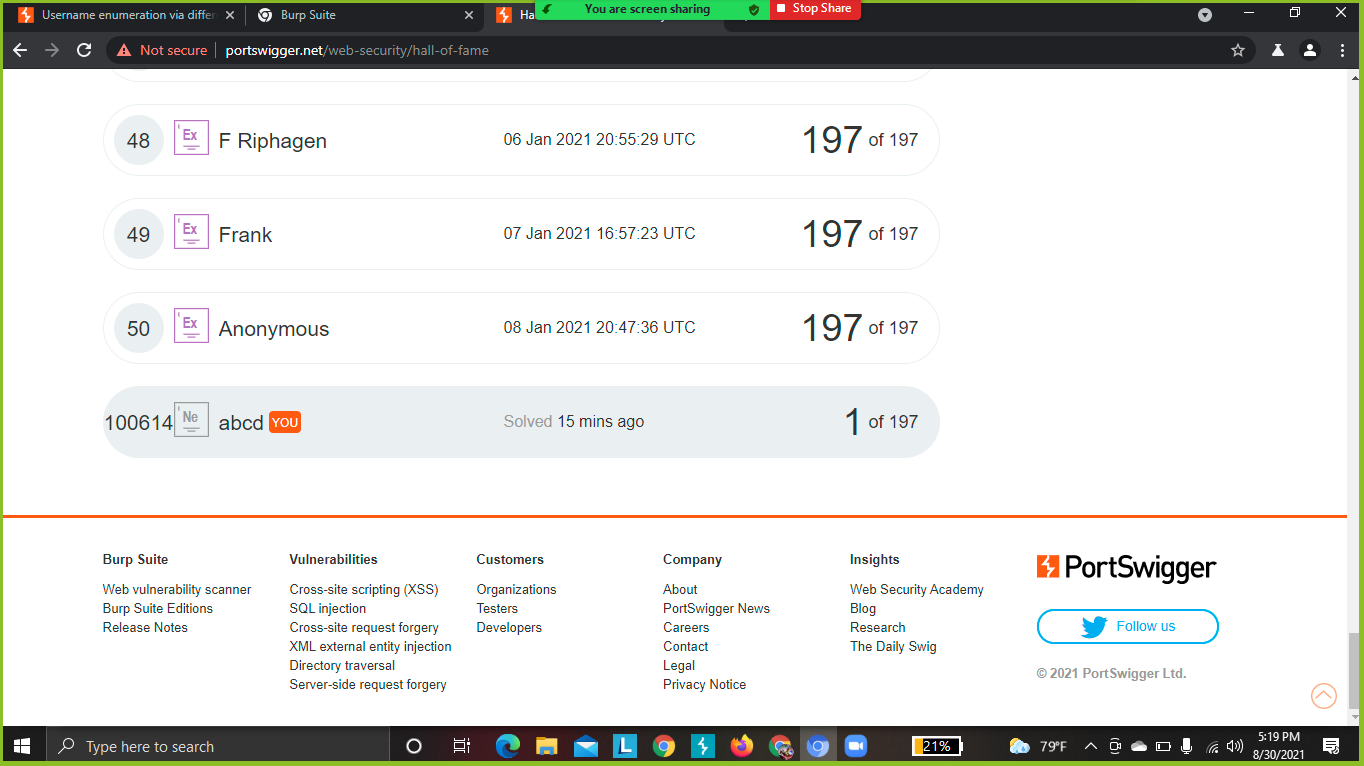 Username enumeration via differ
Burp Suite
Ha
You are screen sharing
Stop Share
Not secure
portswigger.net/web-security/hall-of-fame
48 Ex F Riphagen 06 Jan 2021 20:55:29 UTC 197 of 197
49 Ex Frank 07 Jan 2021 16:57:23 UTC 197 of 197
50 Ex Anonymous 08 Jan 2021 20:47:36 UTC 197 of 197
100614 Ne abcd YOU Solved 15 mins ago 1 of 197
Burp Suite
Web vulnerability scanner
Burp Suite Editions
Release Notes
Vulnerabilities
Cross-site scripting (XSS)
SQL injection
Cross-site request forgery
XML external entity injection
Directory traversal
Server-side request forgery
Customers
Organizations
Testers
Developers
Company
About
PortSwigger News
Careers
Contact
Legal
Privacy Notice
Insights
Web Security Academy
Blog
Research
The Daily Swig
PortSwigger
Follow us
© 2021 PortSwigger Ltd.
Type here to search
L
21%
79°F
5:19 PM
8/30/2021